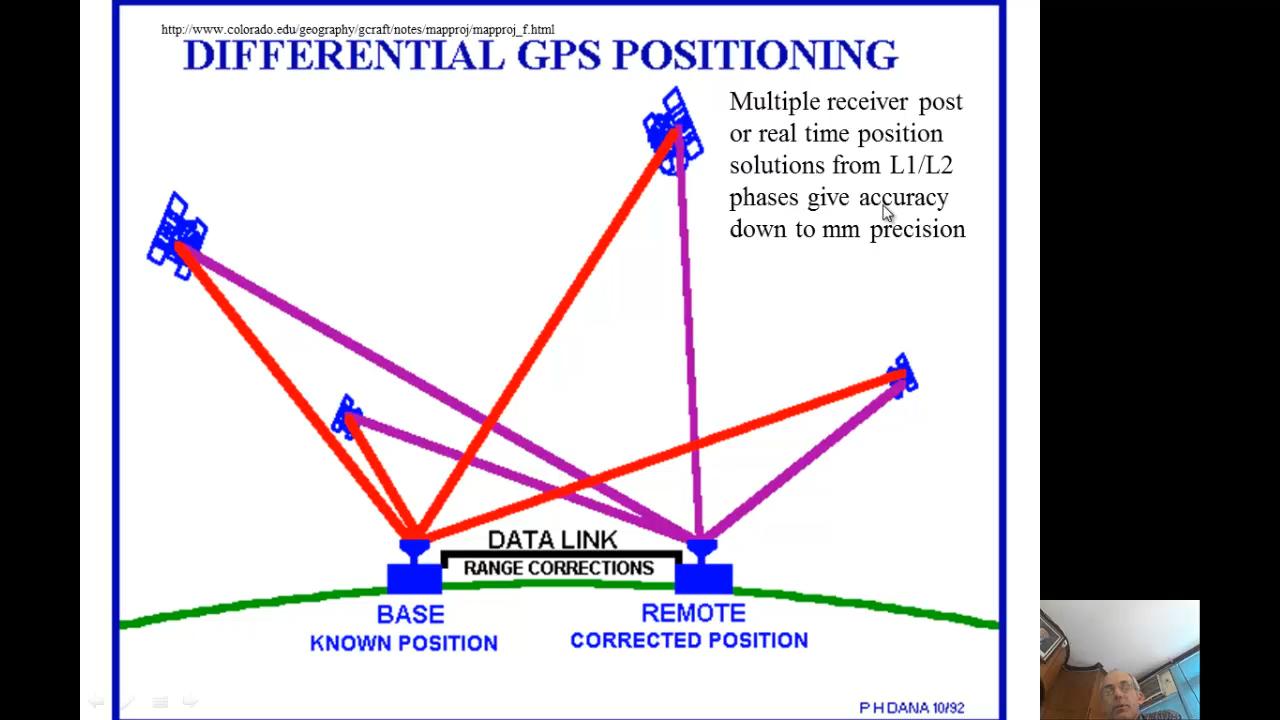 http://www.colorado.edu/geography/gcraft/notes/mapproj/mapproj_f.html
DIFFERENTIAL GPS POSITIONING
Multiple receiver post
or real time position
solutions from L1/L2
phases give accuracy
down to mm precision
DATA LINK
RANGE CORRECTIONS
BASE
KNOWN POSITION
REMOTE
CORRECTED POSITION
P H DANA 10/92